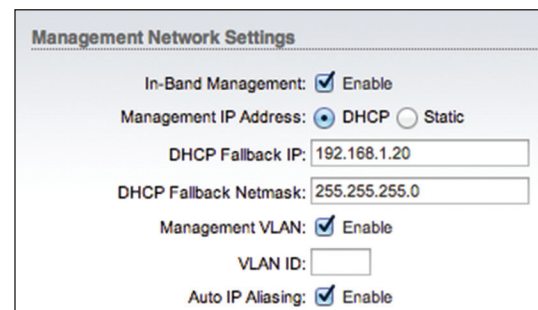 Management Network Settings
In-Band Management: Enable
Management IP Address: DHCP Static
DHCP Fallback IP: 192.168.1.20
DHCP Fallback Netmask: 255.255.255.0
Management VLAN: Enable
VLAN ID:
Auto IP Aliasing: Enable